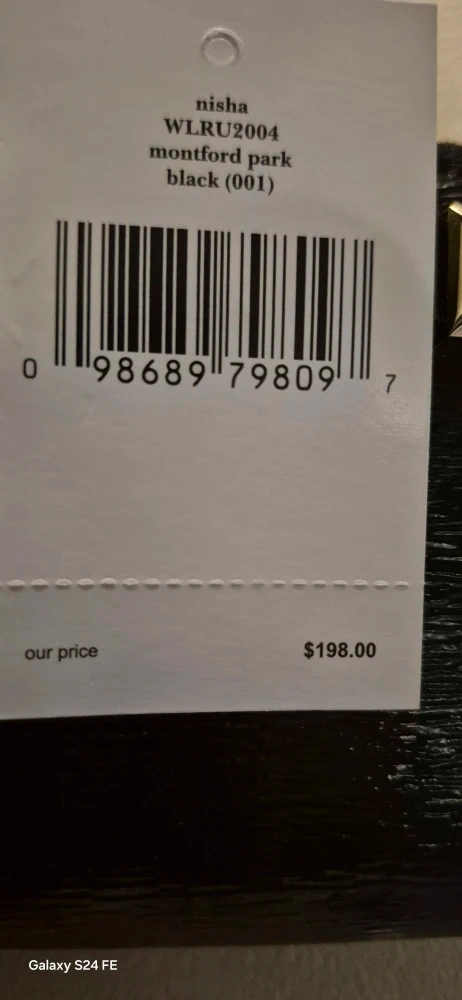 nisha
WLRU2004
montford park
black (001)
0 98689 79809 7
our price $198.00
Galaxy S24 FE